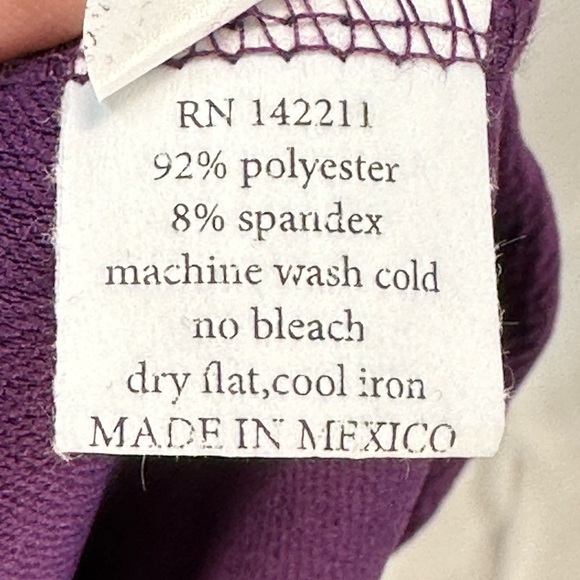 RN 142211
92% polyester
8% spandex
machine wash cold
no bleach
dry flat,cool iron
MADE IN MEXICO